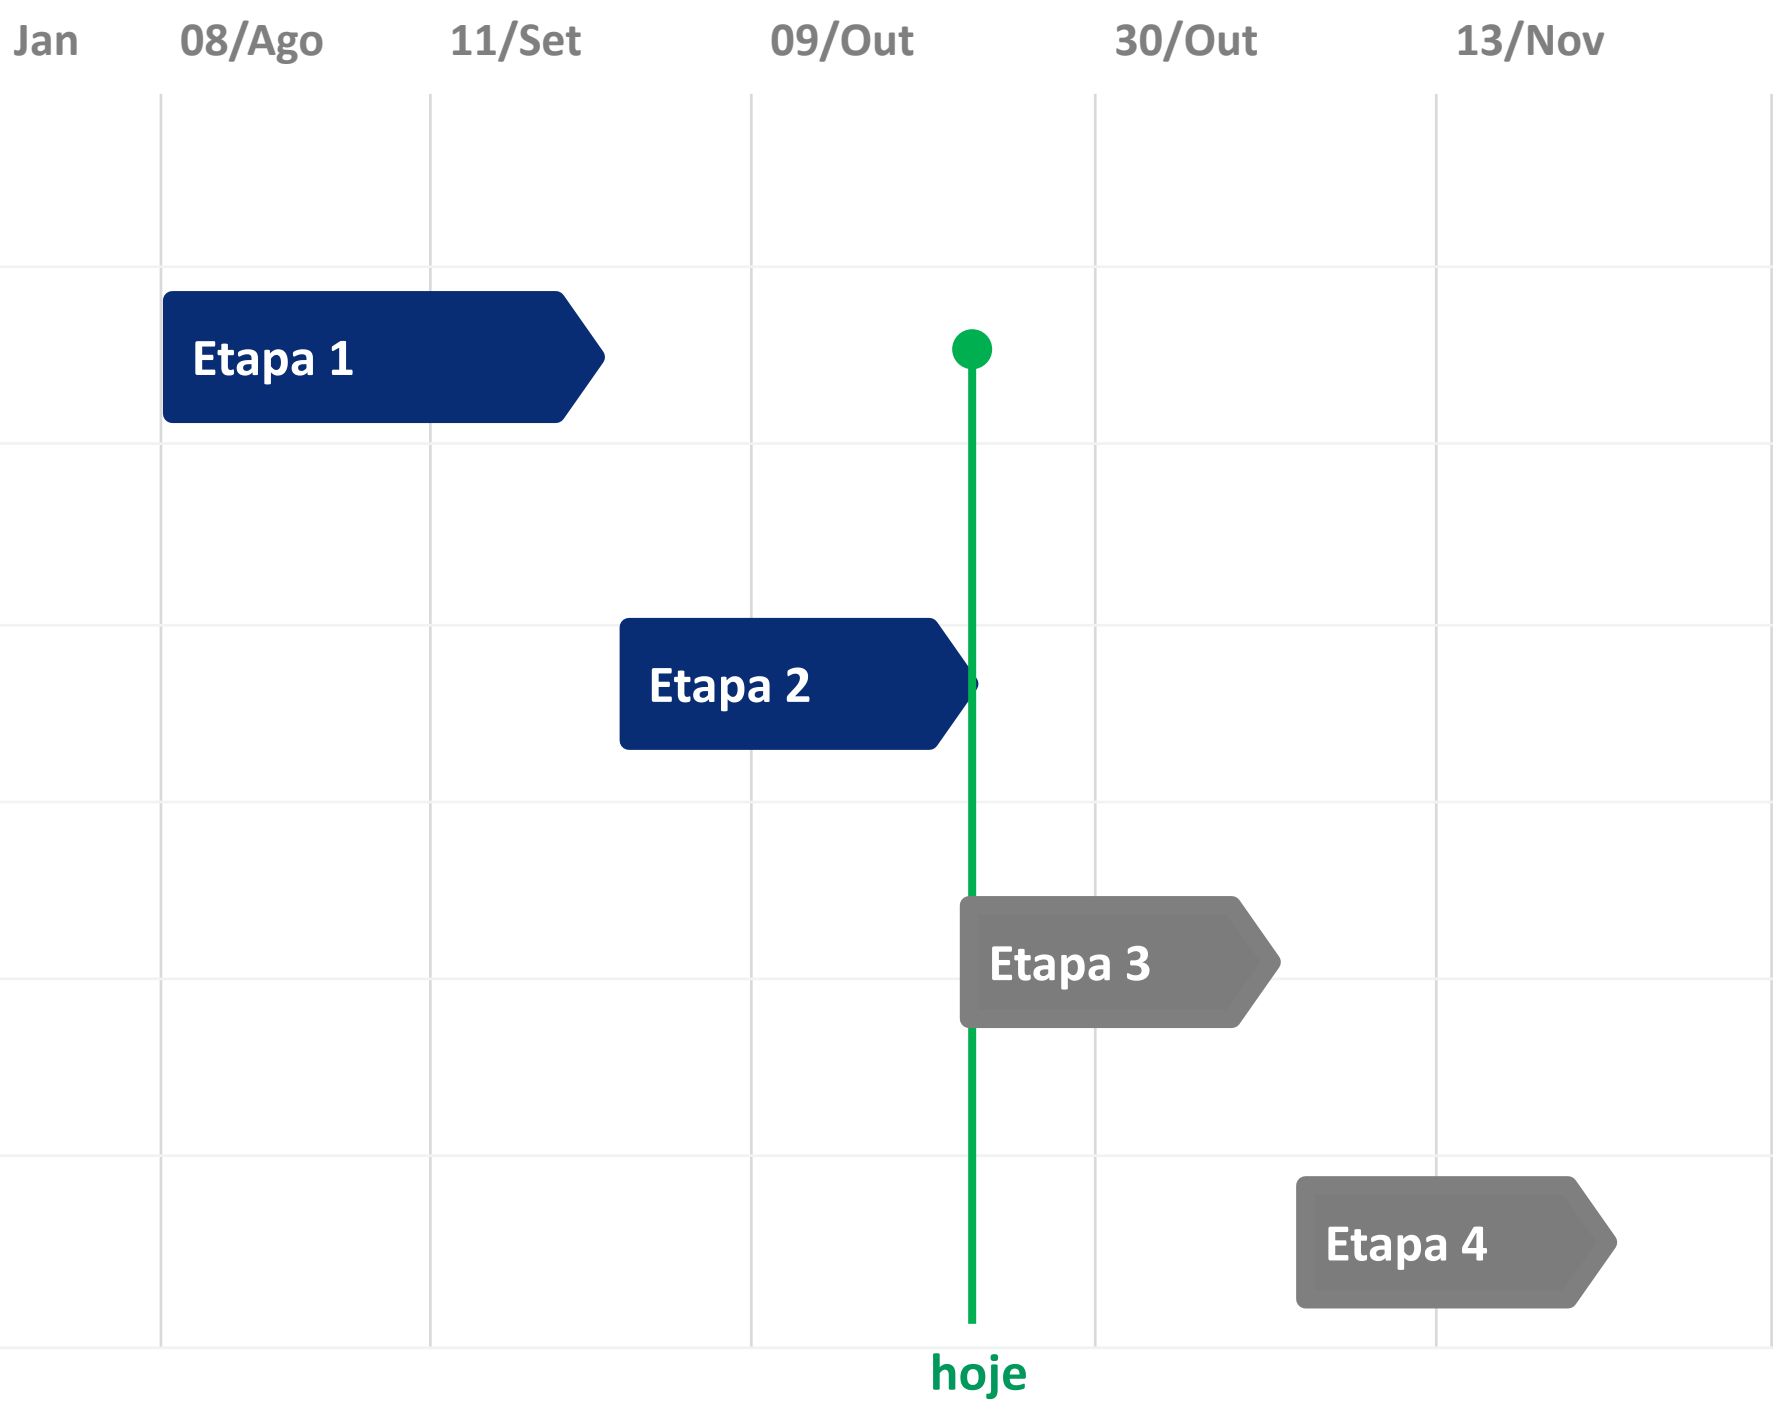 Jan 08/Ago 11/Set 09/Out 30/Out 13/Nov
Etapa 1
Etapa 2
Etapa 3
Etapa 4
hoje